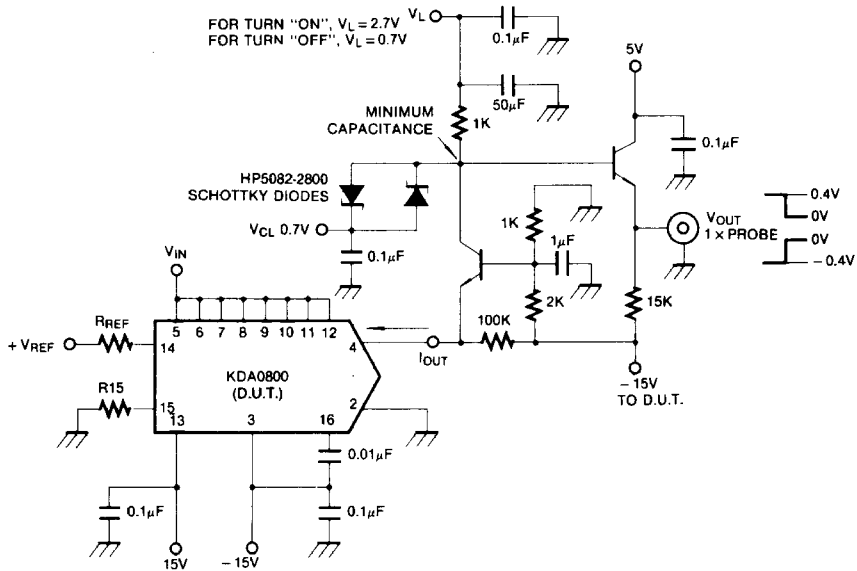 FOR TURN "ON", VL = 2.7V
FOR TURN "OFF", VL = 0.7V
VL
0.1µF
50µF
5V
MINIMUM
CAPACITANCE
1K
0.1µF
HP5082-2800
SCHOTTKY DIODES
VCL 0.7V
0.1µF
1K
1µF
2K
0.4V
0V
VOUT
1 × PROBE
0V
– 0.4V
15K
VIN
5 6 7 8 9 10 11 12
+ VREF
RREF
14
4
IOUT
100K
– 15V
TO D.U.T.
KDA0800
(D.U.T.)
R15
15
2
13
3
16
0.01µF
0.1µF
0.1µF
15V
– 15V